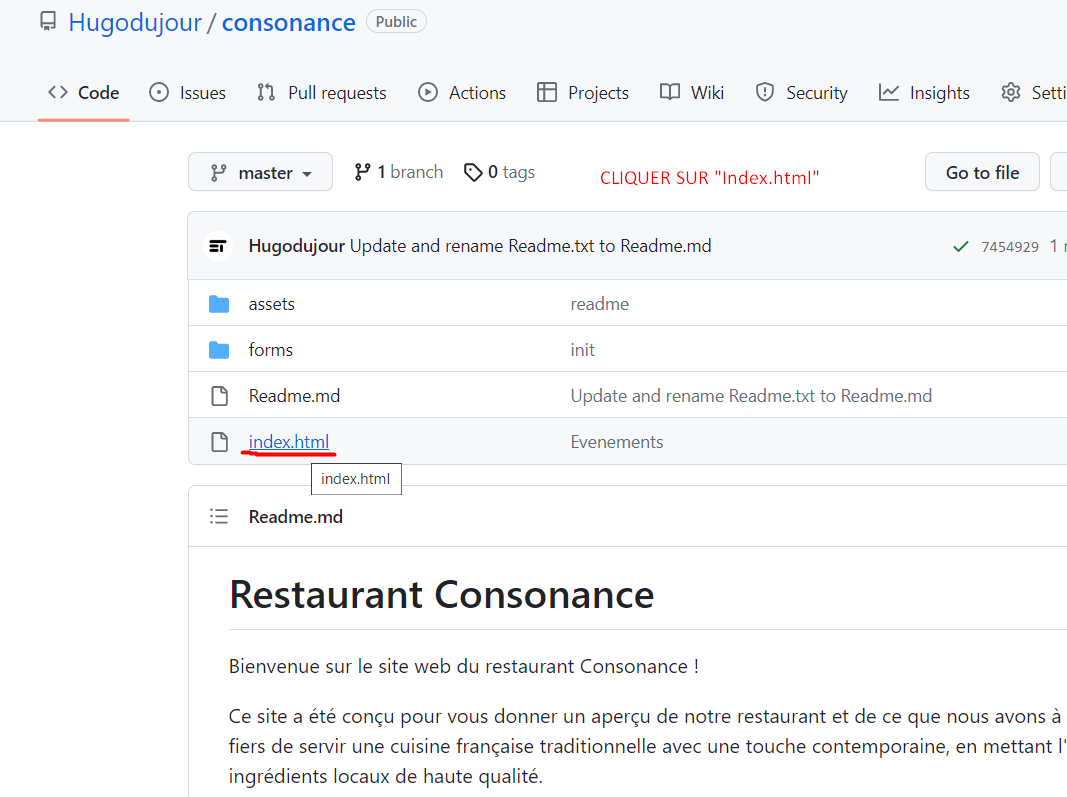 Hugodujour / consonance Public
Code Issues Pull requests Actions Projects Wiki Security Insights Setti
master 1 branch 0 tags CLIQUER SUR "Index.html" Go to file
Hugodujour Update and rename Readme.txt to Readme.md 7454929 1
assets readme
forms init
Readme.md Update and rename Readme.txt to Readme.md
index.html Evenements
index.html
Readme.md
Restaurant Consonance
Bienvenue sur le site web du restaurant Consonance !
Ce site a été conçu pour vous donner un aperçu de notre restaurant et de ce que nous avons à
fiers de servir une cuisine française traditionnelle avec une touche contemporaine, en mettant l'
ingrédients locaux de haute qualité.